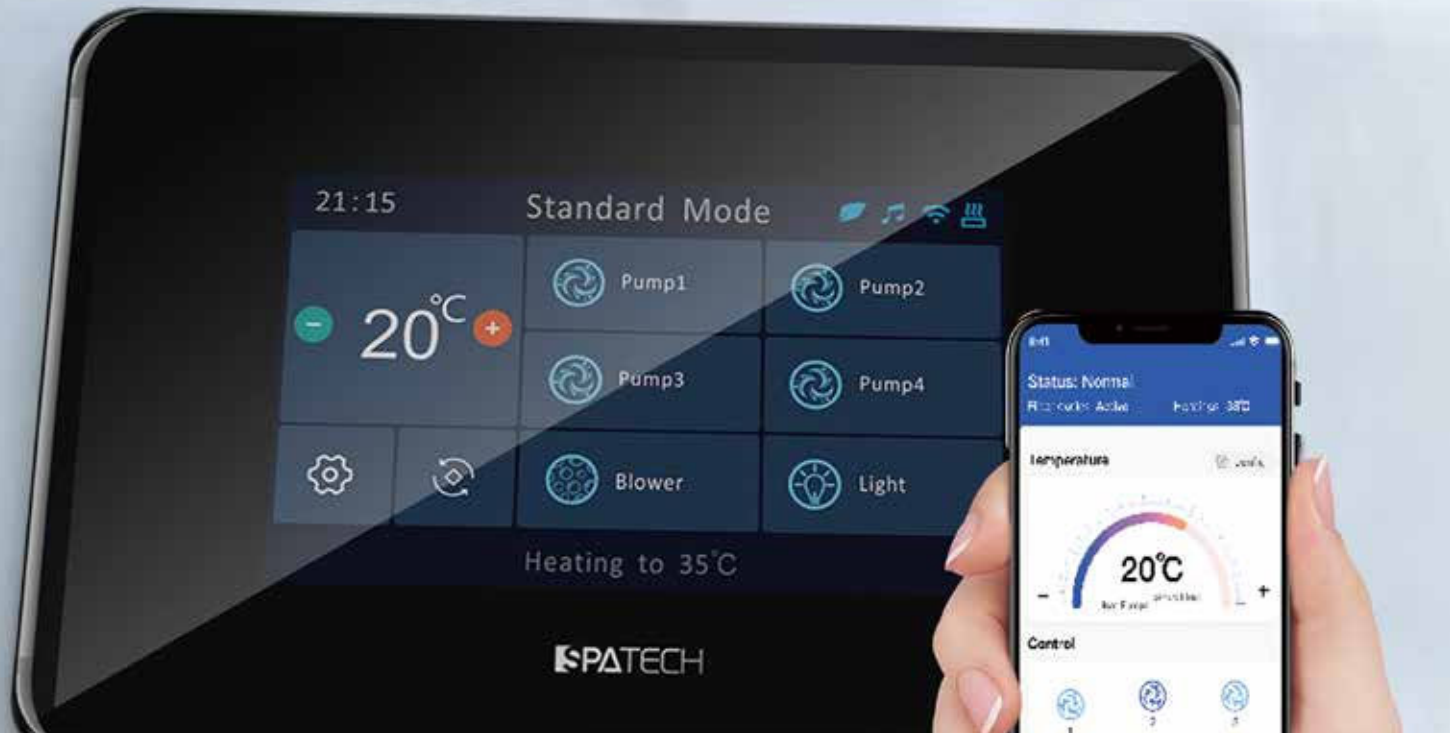 21:15
Standard Mode
20°C
Pump1
Pump2
Pump3
Pump4
Blower
Light
Heating to 35°C
SPATECH
Status: Normal
Active
Temperature
20°C
Control